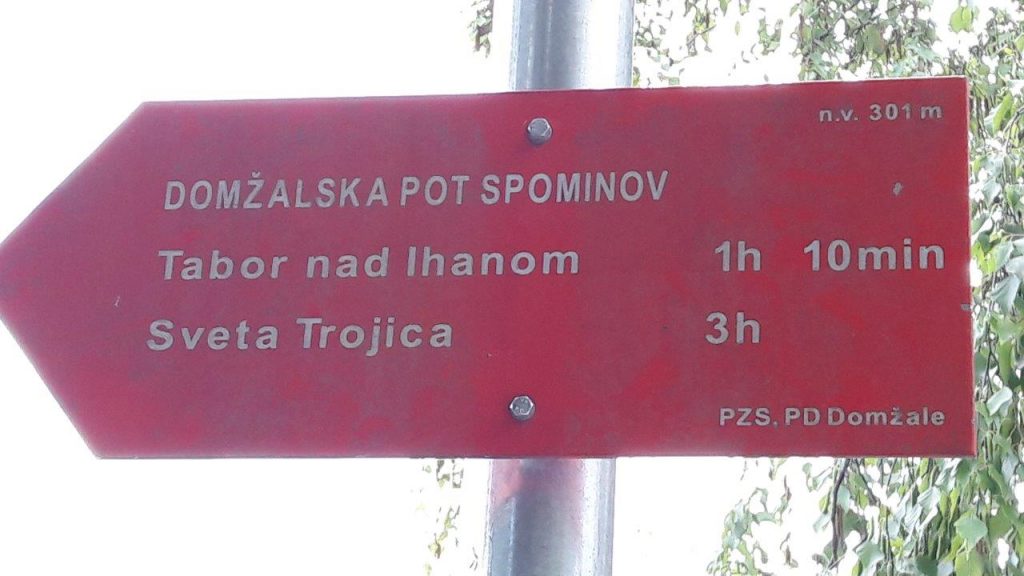 n.v. 301 m
DOMŽALSKA POT SPOMINOV
Tabor nad Ihanom 1h 10min
Sveta Trojica 3h
PZS, PD Domžale